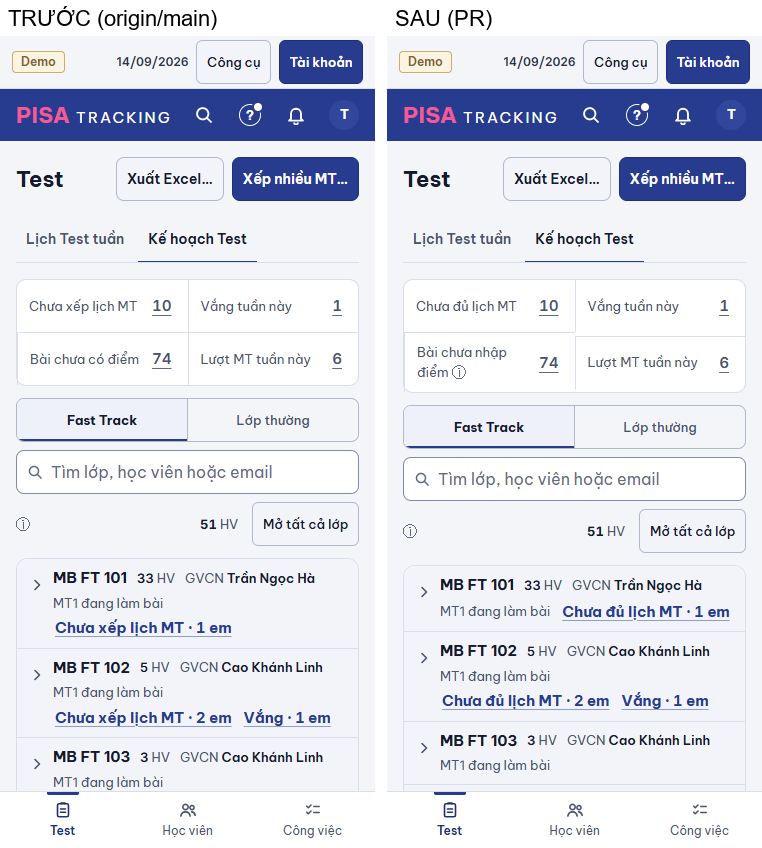 TRƯỚC (origin/main)
Demo 14/09/2026 Công cụ Tài khoản
PISA TRACKING ? T
Test Xuất Excel... Xếp nhiều MT...
Lịch Test tuần Kế hoạch Test
Chưa xếp lịch MT 10 Vắng tuần này 1
Bài chưa có điểm 74 Lượt MT tuần này 6
Fast Track Lớp thường
Tìm lớp, học viên hoặc email
ⓘ 51 HV Mở tất cả lớp
MB FT 101 33 HV GVCN Trần Ngọc Hà
MT1 đang làm bài
Chưa xếp lịch MT · 1 em
MB FT 102 5 HV GVCN Cao Khánh Linh
MT1 đang làm bài
Chưa xếp lịch MT · 2 em Vắng · 1 em
MB FT 103 3 HV GVCN Cao Khánh Linh
MT1 đang làm bài
Test Học viên Công việc
SAU (PR)
Demo 14/09/2026 Công cụ Tài khoản
PISA TRACKING ? T
Test Xuất Excel... Xếp nhiều MT...
Lịch Test tuần Kế hoạch Test
Chưa đủ lịch MT 10 Vắng tuần này 1
Bài chưa nhập điểm ⓘ 74 Lượt MT tuần này 6
Fast Track Lớp thường
Tìm lớp, học viên hoặc email
ⓘ 51 HV Mở tất cả lớp
MB FT 101 33 HV GVCN Trần Ngọc Hà
MT1 đang làm bài Chưa đủ lịch MT · 1 em
MB FT 102 5 HV GVCN Cao Khánh Linh
MT1 đang làm bài
Chưa đủ lịch MT · 2 em Vắng · 1 em
MB FT 103 3 HV GVCN Cao Khánh Linh
MT1 đang làm bài
Test Học viên Công việc